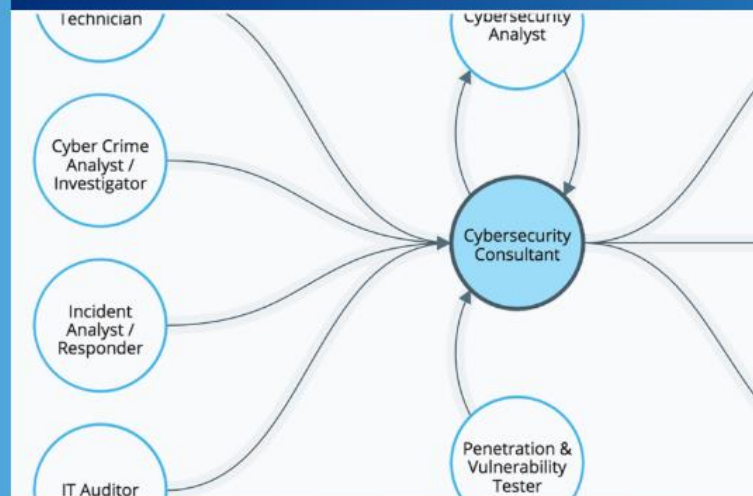 Technician
Cybersecurity
Analyst
Cyber Crime
Analyst /
Investigator
Cybersecurity
Consultant
Incident
Analyst /
Responder
Penetration &
Vulnerability
Tester
IT Auditor